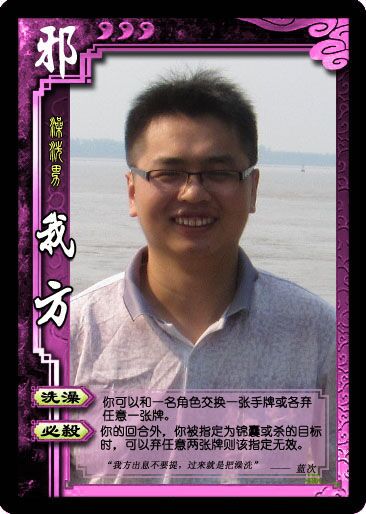 邪
澡洗男
我方
洗澡
你可以和一名角色交换一张手牌或各弃
任意一张牌。
必殺
你的回合外，你被指定为锦囊或杀的目标
时，可以弃任意两张牌则该指定无效。
“我方出息不要提，过来就是把澡洗” —— 蓝次